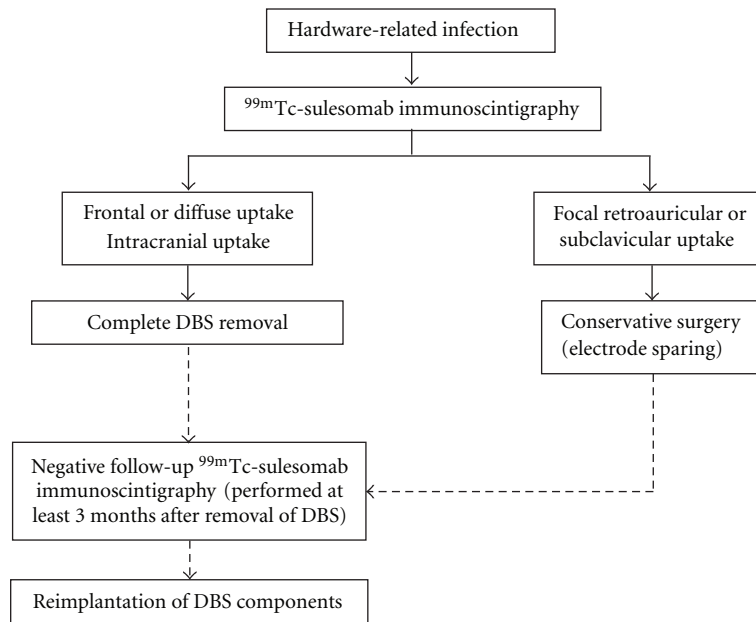 Hardware-related infection
⁹⁹ᵐTc-sulesomab immunoscintigraphy
Frontal or diffuse uptake
Intracranial uptake
Focal retroauricular or
subclavicular uptake
Complete DBS removal
Conservative surgery
(electrode sparing)
Negative follow-up ⁹⁹ᵐTc-sulesomab
immunoscintigraphy (performed at
least 3 months after removal of DBS)
Reimplantation of DBS components